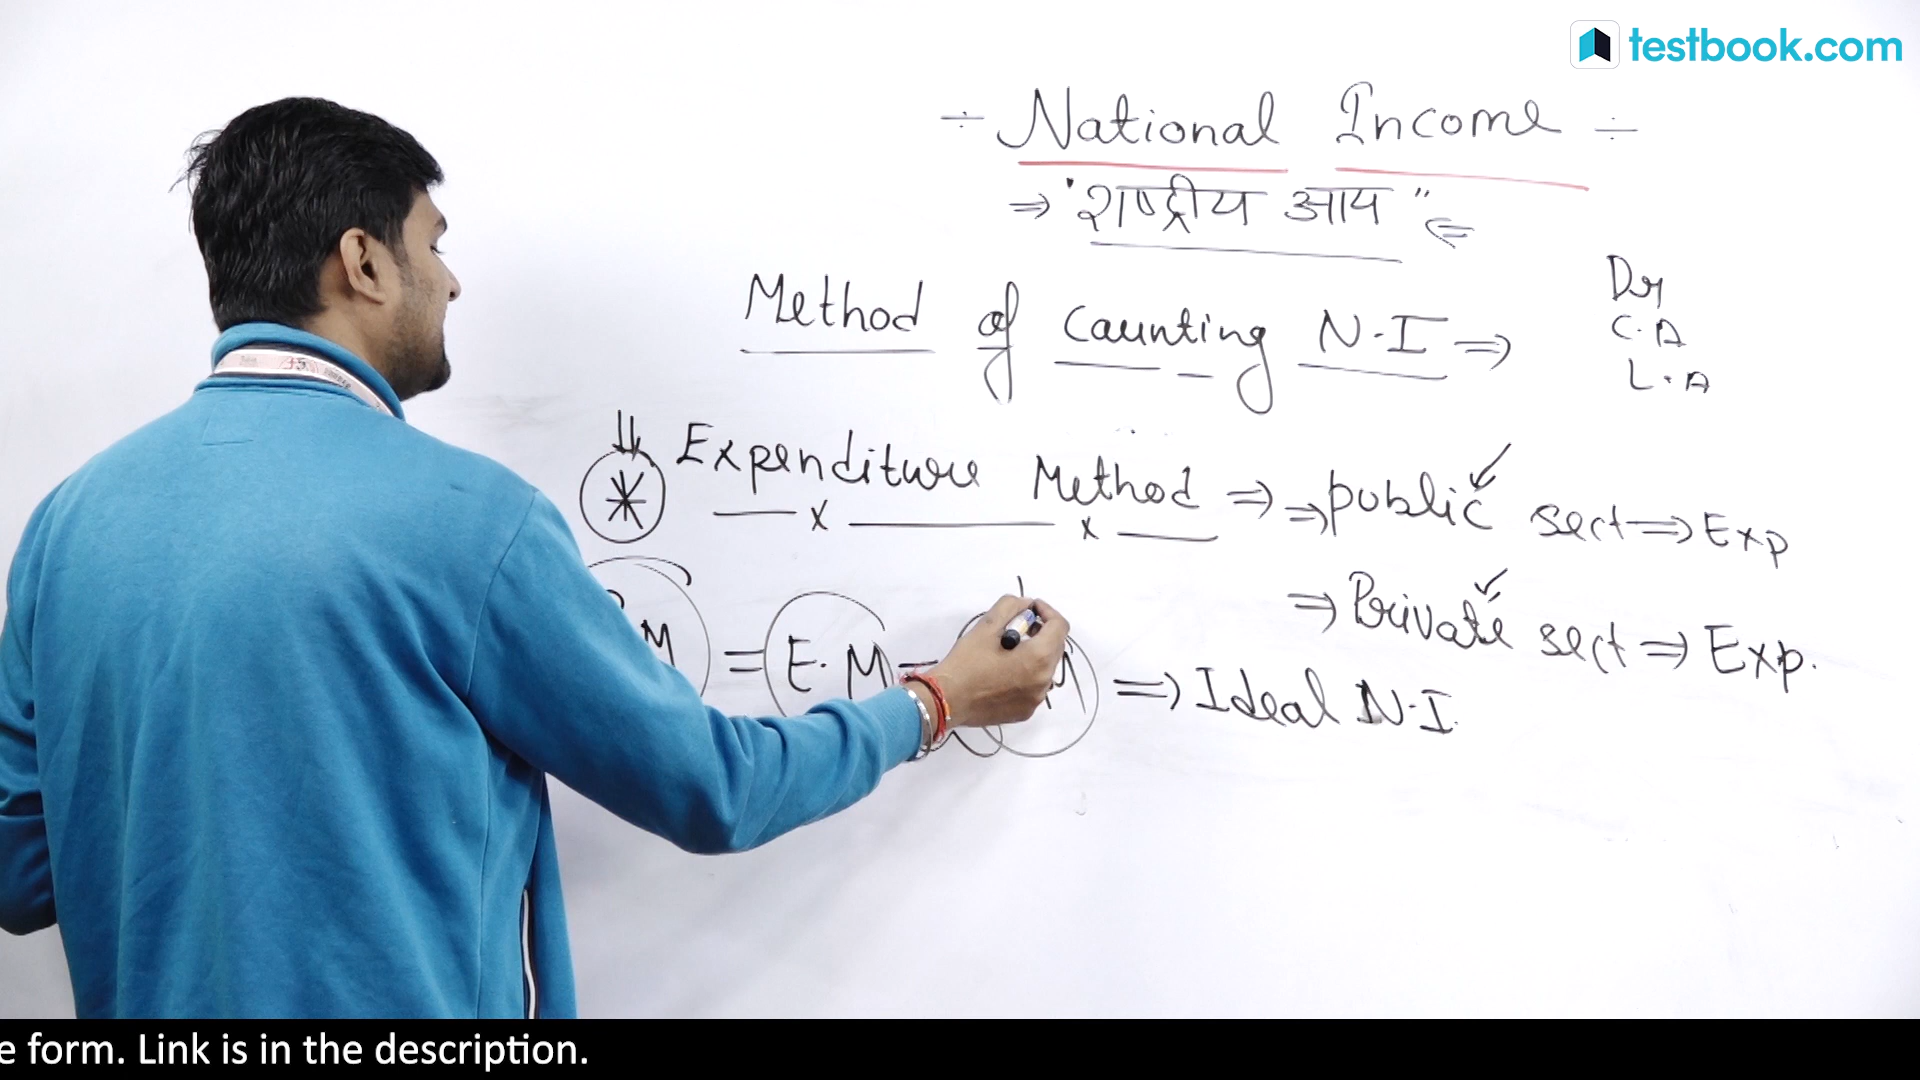 testbook.com
÷ National Income ÷
⇒ "राष्ट्रीय आय" ⇐
Method of Caunting N.I ⇒
Dr
C.A
L.A
* Expenditure Method ⇒ ⇒ public sect ⇒ Exp
⇒ Private sect ⇒ Exp.
M = E.M = M ⇒ Ideal N.I.
e form. Link is in the description.